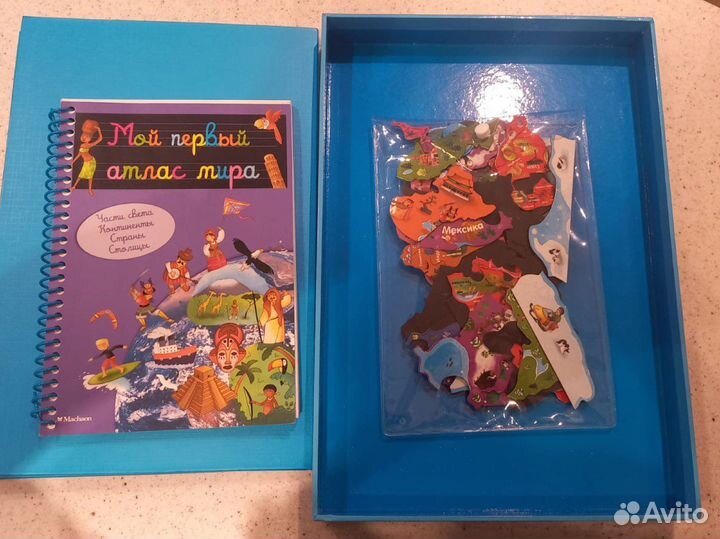 Мой первый
атлас мира
Части света
Континенты
Страны
Столицы
Machaon
Мексика
Avito